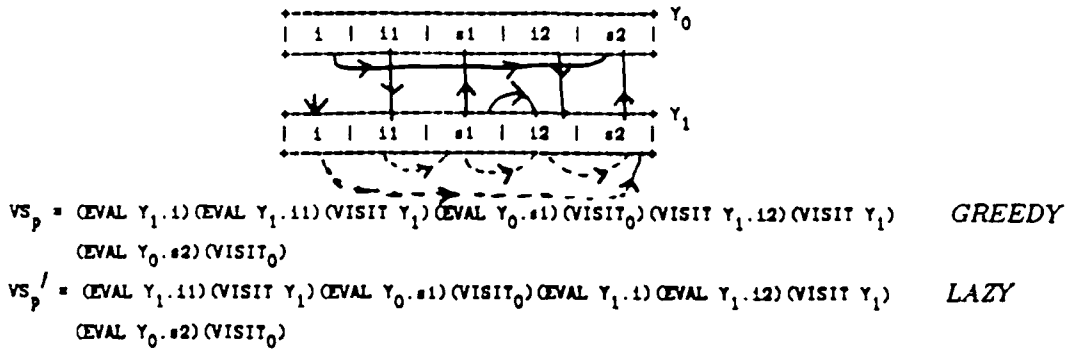 | i | i1 | s1 | i2 | s2 | Y0
| i | i1 | s1 | i2 | s2 | Y1
VSp = (EVAL Y1.i)(EVAL Y1.i1)(VISIT Y1)(EVAL Y0.s1)(VISIT0)(VISIT Y1.i2)(VISIT Y1) GREEDY
(EVAL Y0.s2)(VISIT0)
VSp' = (EVAL Y1.i1)(VISIT Y1)(EVAL Y0.s1)(VISIT0)(EVAL Y1.i)(EVAL Y1.i2)(VISIT Y1) LAZY
(EVAL Y0.s2)(VISIT0)